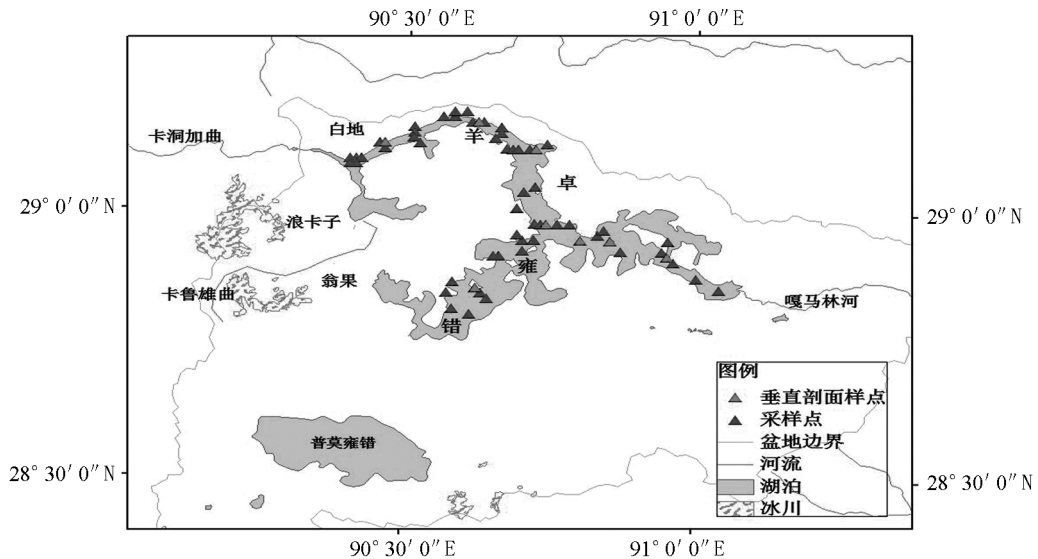 90°30′0″E
91°0′0″E
白地
羊
卡洞加曲
卓
29°0′0″N
29°0′0″N
浪卡子
雍
翁果
卡鲁雄曲
嘎马林河
错
图例
垂直剖面样点
采样点
盆地边界
河流
湖泊
冰川
普莫雍错
28°30′0″N
28°30′0″N
90°30′0″E
91°0′0″E